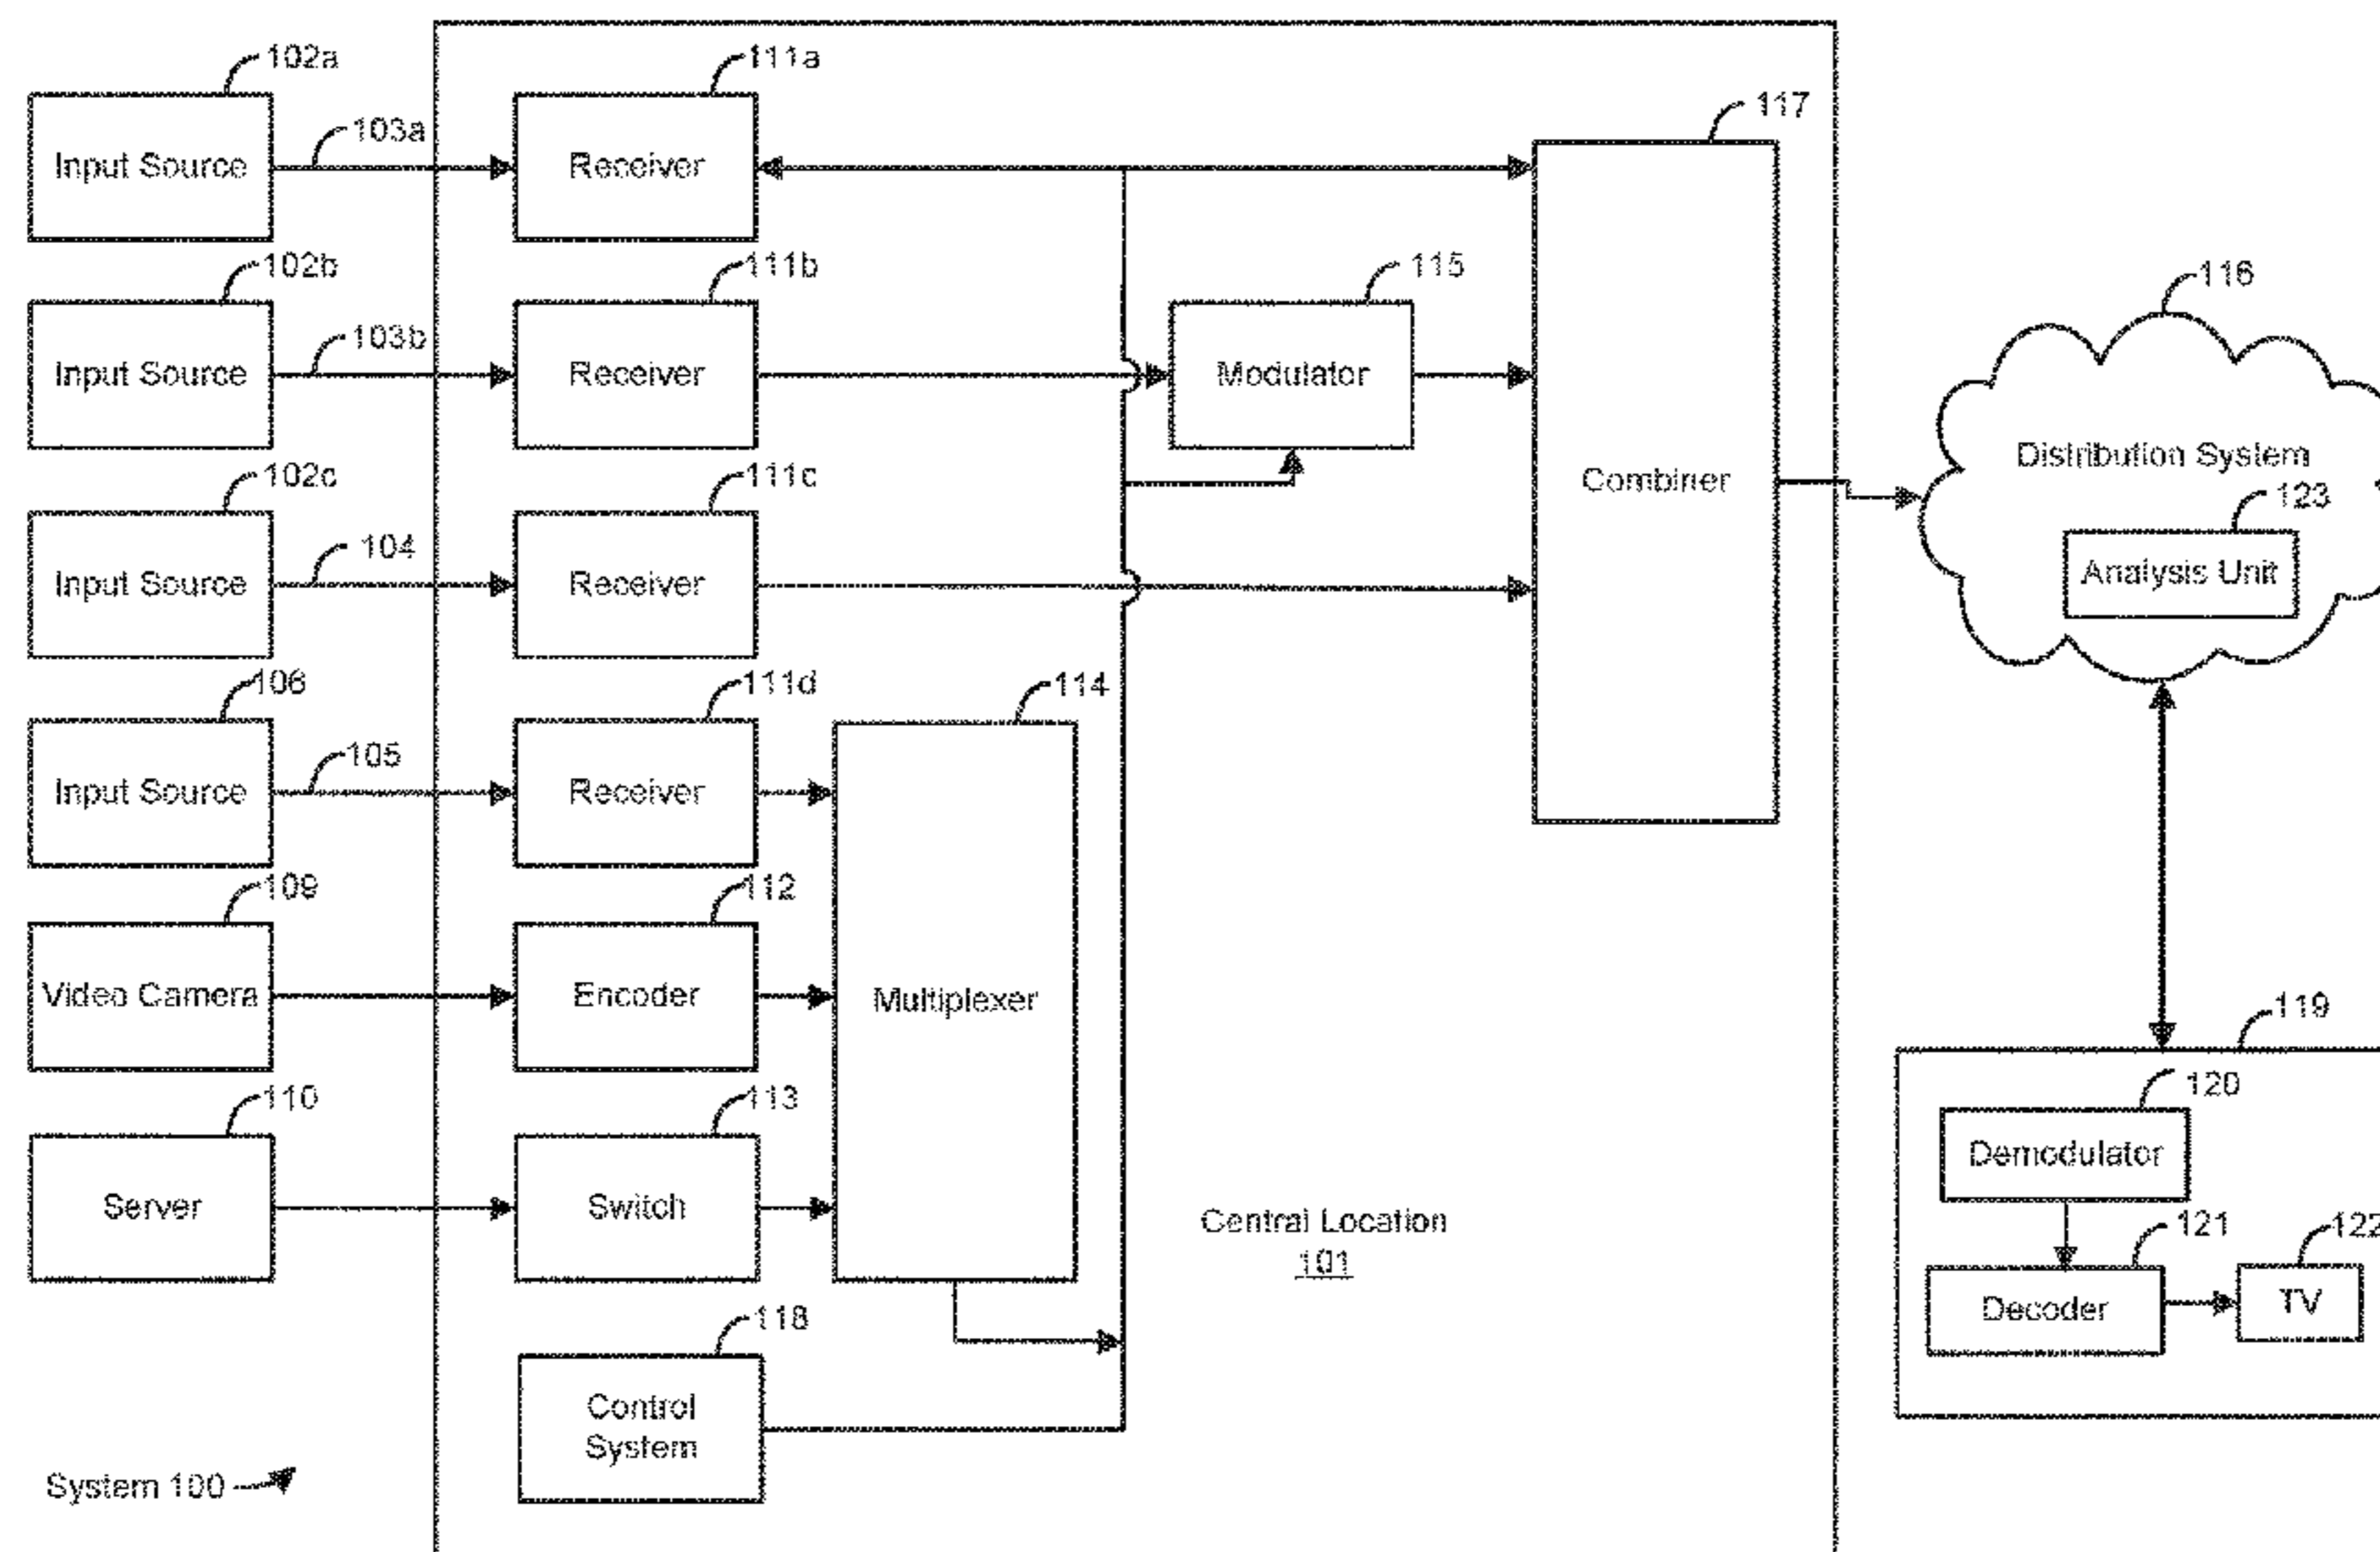 102a
111a
117
103a
Input Source
Receiver
102b
111b
115
116
103b
Input Source
Receiver
Modulator
Distribution System
102c
111c
Combiner
123
104
Input Source
Receiver
Analysis Unit
106
111d
114
105
Input Source
Receiver
109
112
119
Video Camera
Encoder
Multiplexer
110
113
120
Demodulator
Server
Switch
Central Location
101
121
122
Decoder
TV
118
Control
System
System 100